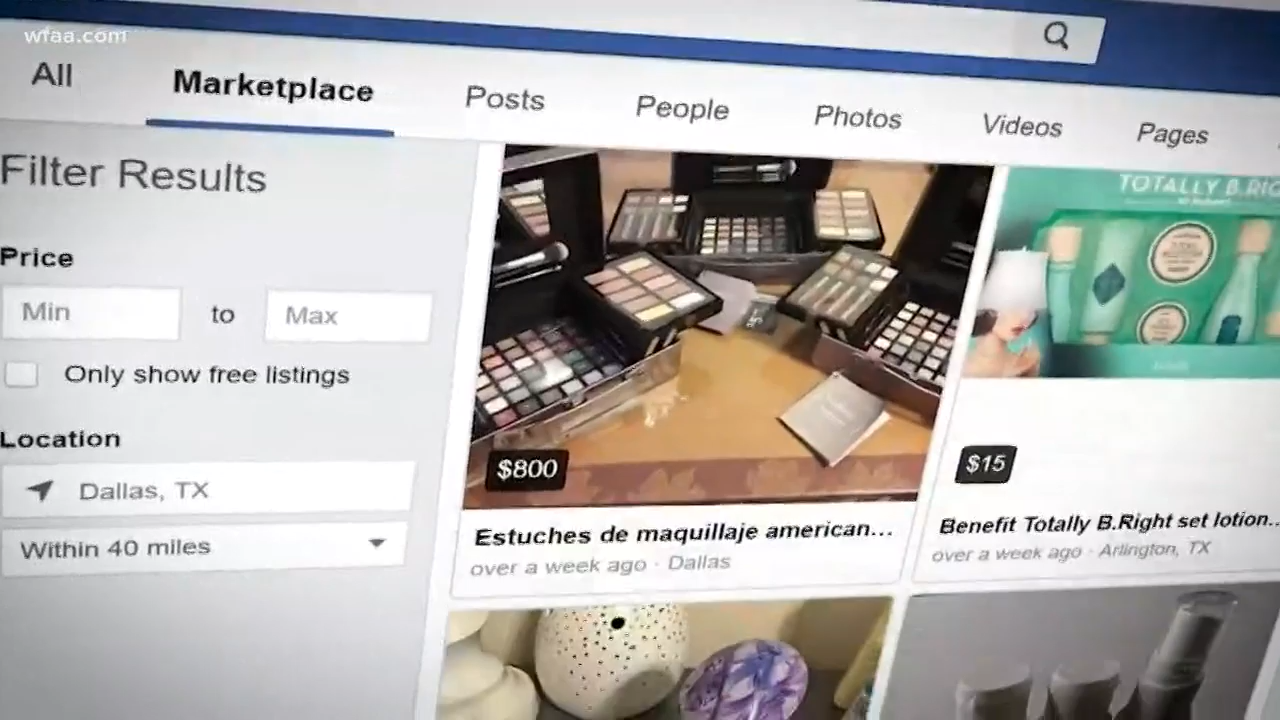 wfaa.com
All Marketplace Posts People Photos Videos Pages
Filter Results
Price
Min to Max
Only show free listings
Location
Dallas, TX
Within 40 miles
$800
Estuches de maquillaje american...
over a week ago · Dallas
TOTALLY B.RIG
$15
Benefit Totally B.Right set lotion...
over a week ago · Arlington, TX